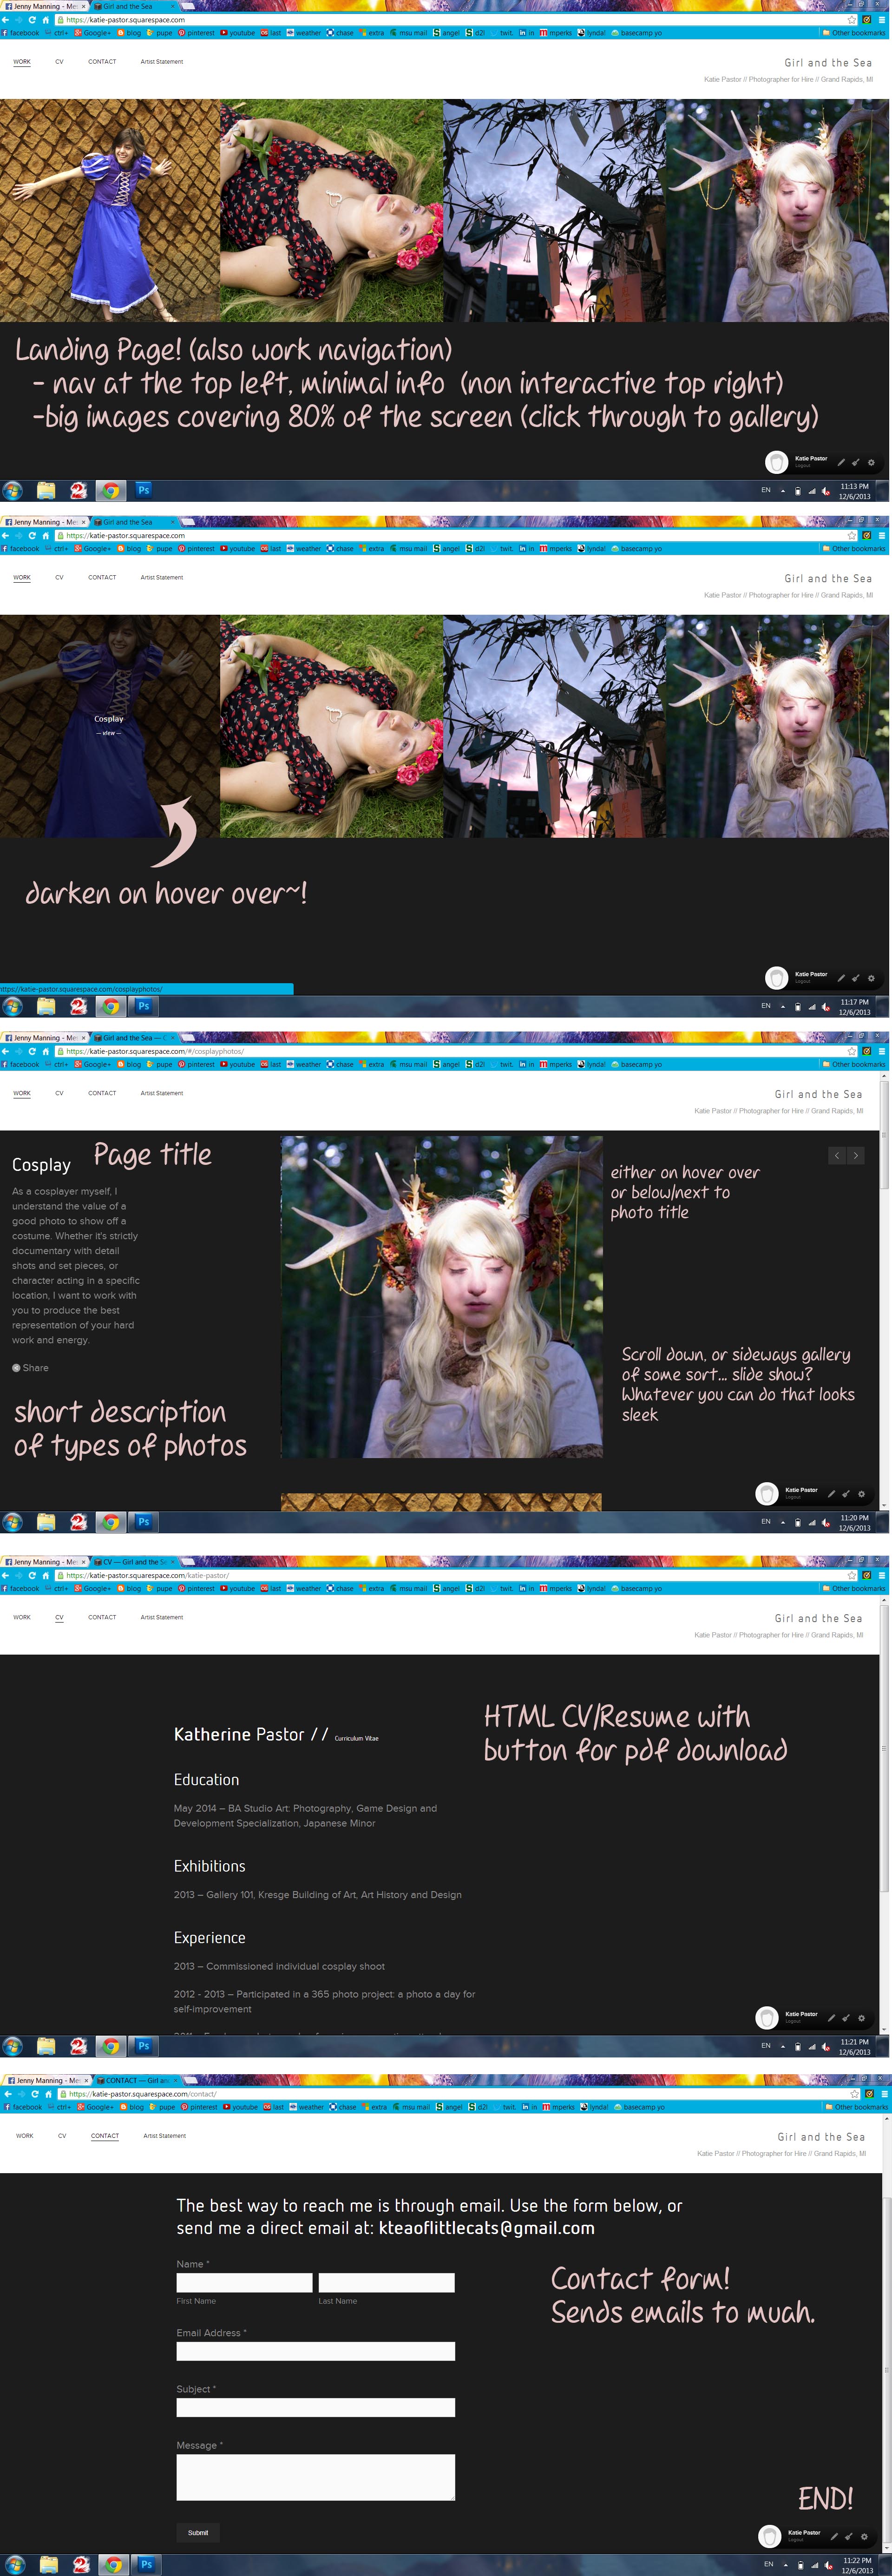 Jenny Manning - Me
Girl and the Sea
https://katie-pastor.squarespace.com
facebook ctrl+ Google+ blog pupe pinterest youtube last weather chase extra msu mail angel d2l twit. in mperks lynda! basecamp yo Other bookmarks
WORK CV CONTACT Artist Statement
Girl and the Sea
Katie Pastor // Photographer for Hire // Grand Rapids, MI
Landing Page! (also work navigation)
- nav at the top left, minimal info (non interactive top right)
-big images covering 80% of the screen (click through to gallery)
Katie Pastor
Logout
Ps
EN
11:13 PM
12/6/2013
Jenny Manning - Me
Girl and the Sea
https://katie-pastor.squarespace.com
facebook ctrl+ Google+ blog pupe pinterest youtube last weather chase extra msu mail angel d2l twit. in mperks lynda! basecamp yo Other bookmarks
WORK CV CONTACT Artist Statement
Girl and the Sea
Katie Pastor // Photographer for Hire // Grand Rapids, MI
Cosplay
— view —
darken on hover over~!
Katie Pastor
Logout
https://katie-pastor.squarespace.com/cosplayphotos/
Ps
EN
11:17 PM
12/6/2013
Jenny Manning - Me
Girl and the Sea — C
https://katie-pastor.squarespace.com/#/cosplayphotos/
facebook ctrl+ Google+ blog pupe pinterest youtube last weather chase extra msu mail angel d2l twit. in mperks lynda! basecamp yo Other bookmarks
WORK CV CONTACT Artist Statement
Girl and the Sea
Katie Pastor // Photographer for Hire // Grand Rapids, MI
Cosplay
Page title
As a cosplayer myself, I
understand the value of a
good photo to show off a
costume. Whether it's strictly
documentary with detail
shots and set pieces, or
character acting in a specific
location, I want to work with
you to produce the best
representation of your hard
work and energy.
Share
short description
of types of photos
either on hover over
or below/next to
photo title
Scroll down, or sideways gallery
of some sort... slide show?
Whatever you can do that looks
sleek
Katie Pastor
Logout
Ps
EN
11:20 PM
12/6/2013
Jenny Manning - Me
CV — Girl and the Se
https://katie-pastor.squarespace.com/katie-pastor/
facebook ctrl+ Google+ blog pupe pinterest youtube last weather chase extra msu mail angel d2l twit. in mperks lynda! basecamp yo Other bookmarks
WORK CV CONTACT Artist Statement
Girl and the Sea
Katie Pastor // Photographer for Hire // Grand Rapids, MI
Katherine Pastor // Curriculum Vitae
HTML CV/Resume with
button for pdf download
Education
May 2014 – BA Studio Art: Photography, Game Design and
Development Specialization, Japanese Minor
Exhibitions
2013 – Gallery 101, Kresge Building of Art, Art History and Design
Experience
2013 – Commissioned individual cosplay shoot
2012 - 2013 – Participated in a 365 photo project: a photo a day for
self-improvement
Katie Pastor
Logout
Ps
EN
11:21 PM
12/6/2013
Jenny Manning - Me
CONTACT — Girl an
https://katie-pastor.squarespace.com/contact/
facebook ctrl+ Google+ blog pupe pinterest youtube last weather chase extra msu mail angel d2l twit. in mperks lynda! basecamp yo Other bookmarks
WORK CV CONTACT Artist Statement
Girl and the Sea
Katie Pastor // Photographer for Hire // Grand Rapids, MI
The best way to reach me is through email. Use the form below, or
send me a direct email at: kteaoflittlecats@gmail.com
Name *
First Name Last Name
Email Address *
Subject *
Message *
Submit
Contact form!
Sends emails to muah.
END!
Katie Pastor
Logout
Ps
EN
11:22 PM
12/6/2013